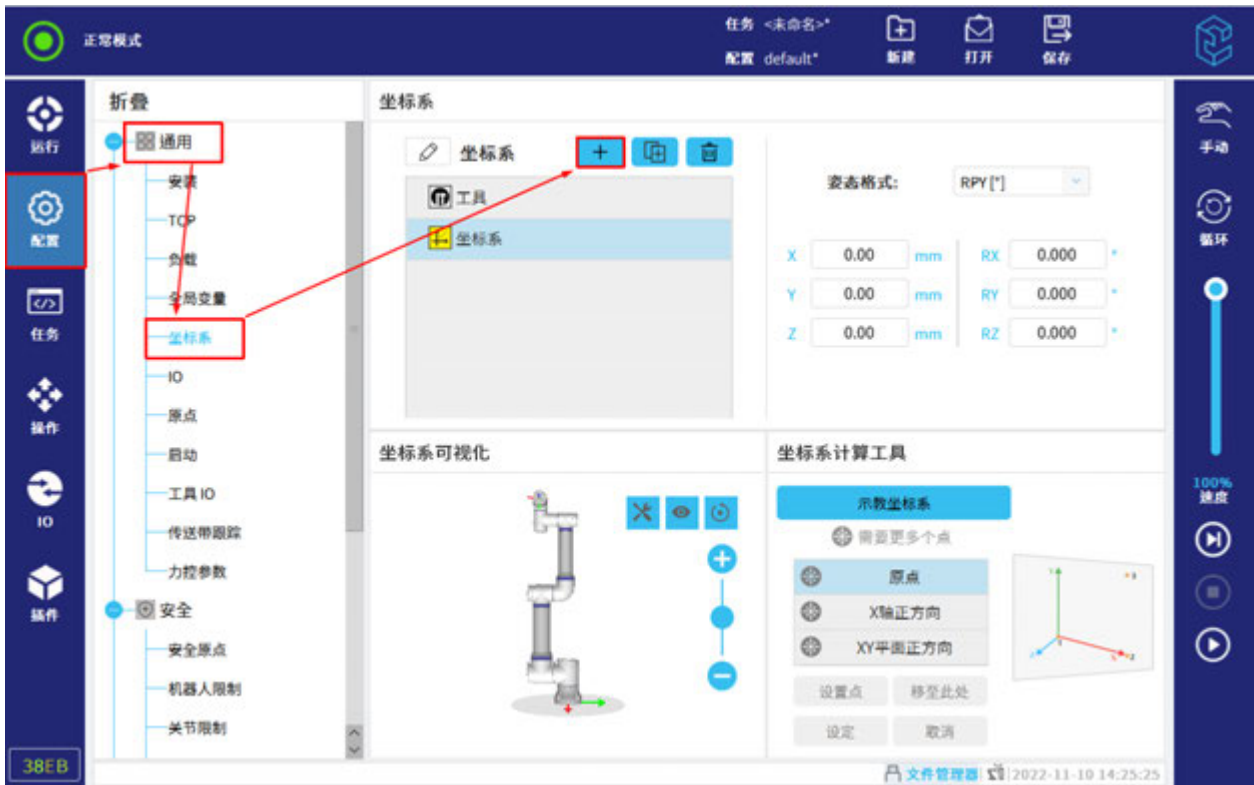 正常模式
任务 <未命名>*
配置 default*
新建
打开
保存
运行
配置
任务
操作
IO
插件
38EB
折叠
通用
安装
TCP
负载
全局变量
坐标系
IO
原点
启动
工具 IO
传送带跟踪
力控参数
安全
安全原点
机器人限制
关节限制
坐标系
坐标系
工具
坐标系
姿态格式: RPY [°]
X 0.00 mm RX 0.000 °
Y 0.00 mm RY 0.000 °
Z 0.00 mm RZ 0.000 °
坐标系可视化
坐标系计算工具
示教坐标系
需要更多个点
原点
X轴正方向
XY平面正方向
设置点 移至此处
设定 取消
手动
循环
100%
速度
文件管理器 2022-11-10 14:25:25